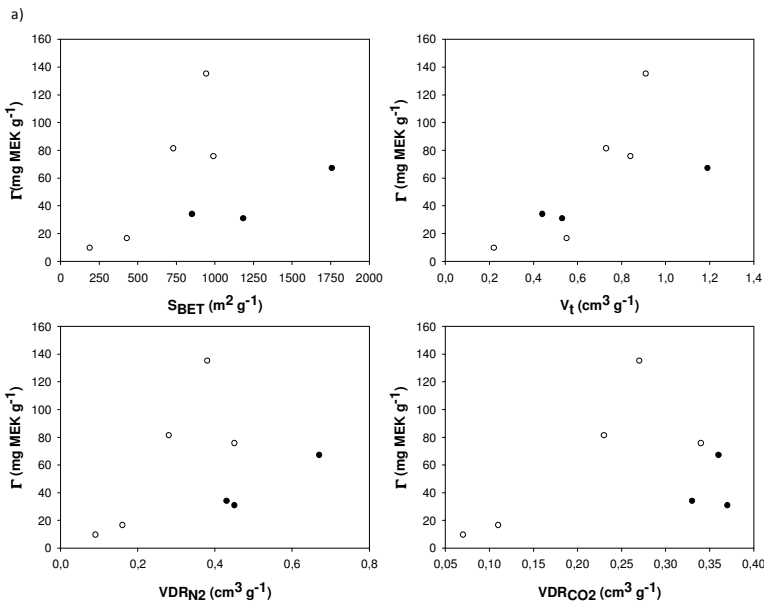 a)
160
140
120
100
80
60
40
20
0
Γ(mg MEK g-1)
0 250 500 750 1000 1250 1500 1750 2000
SBET (m2 g-1)
160
140
120
100
80
60
40
20
0
Γ (mg MEK g-1)
0,0 0,2 0,4 0,6 0,8 1,0 1,2 1,4
Vt (cm3 g-1)
160
140
120
100
80
60
40
20
0
Γ (mg MEK g-1)
0,0 0,2 0,4 0,6 0,8
VDRN2 (cm3 g-1)
160
140
120
100
80
60
40
20
0
Γ (mg MEK g-1)
0,05 0,10 0,15 0,20 0,25 0,30 0,35 0,40
VDRCO2 (cm3 g-1)